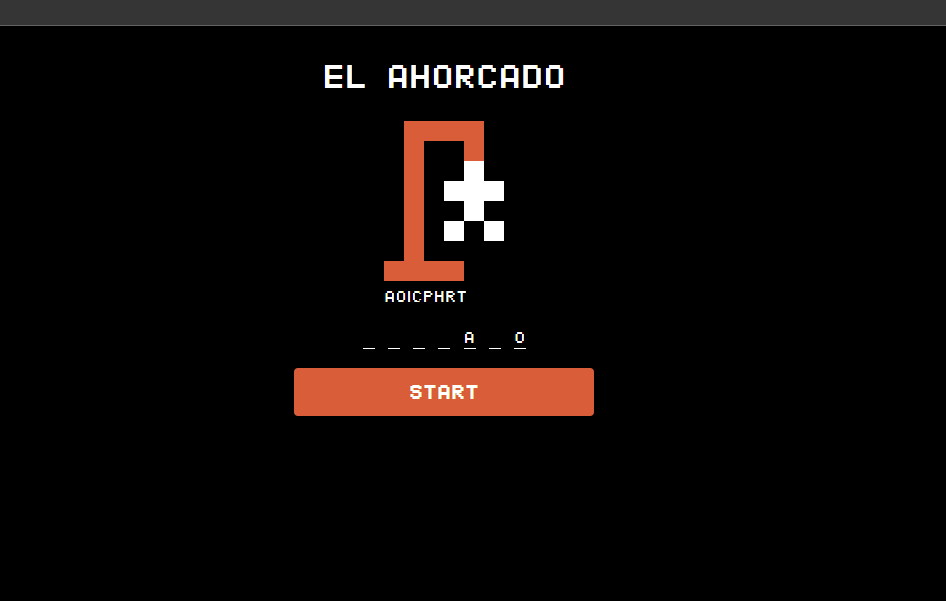 EL AHORCADO
AOICPHRT
_ _ _ _ A _ O
START